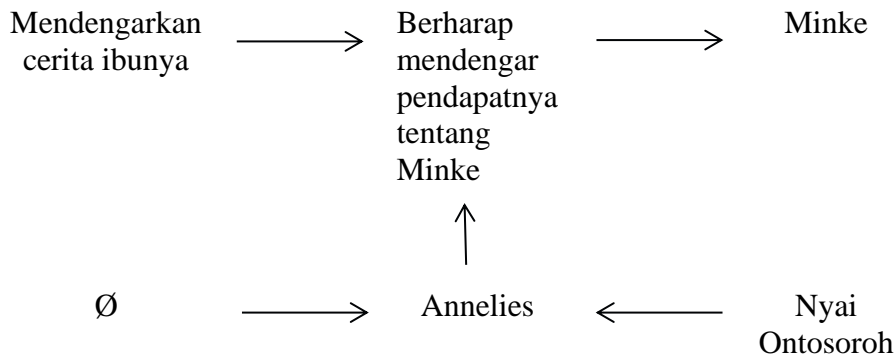 Mendengarkan
cerita ibunya
Berharap
mendengar
pendapatnya
tentang
Minke
Minke
Ø
Annelies
Nyai
Ontosoroh